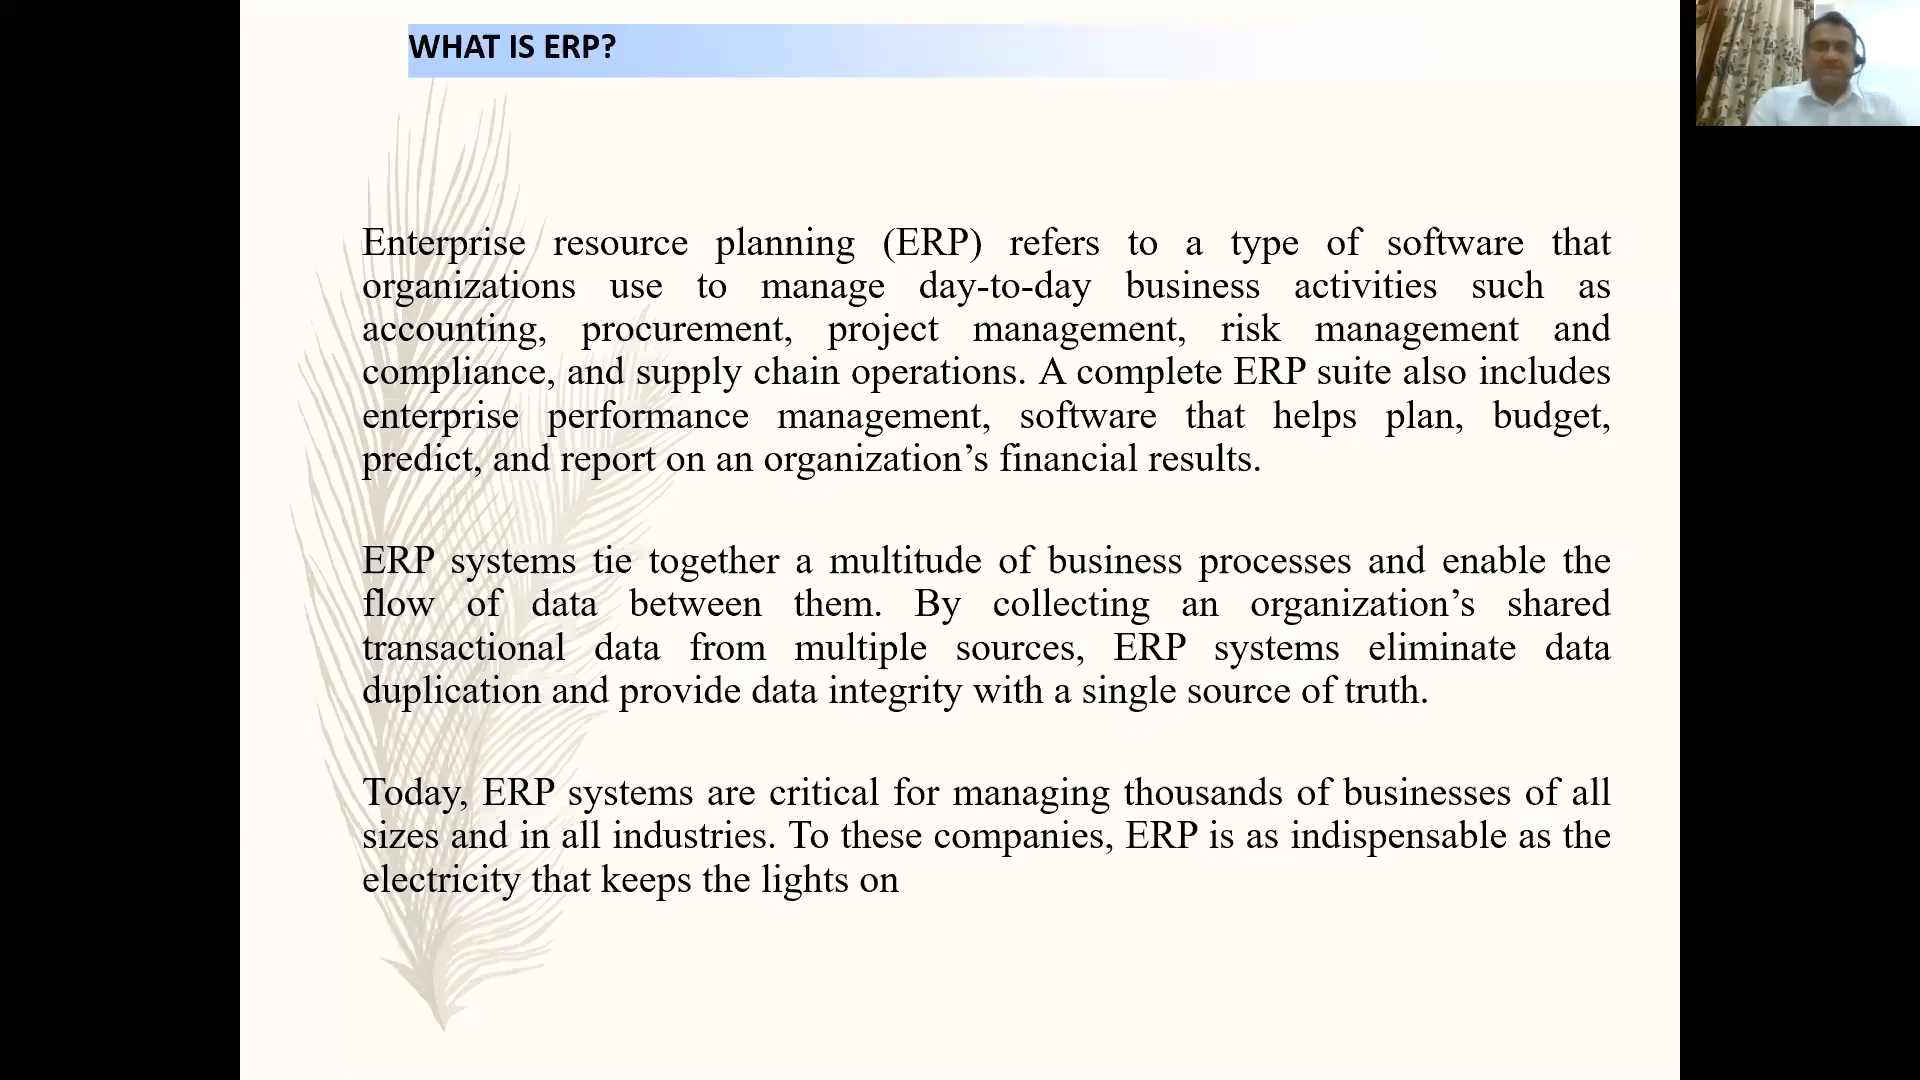 WHAT IS ERP?
Enterprise resource planning (ERP) refers to a type of software that
organizations use to manage day-to-day business activities such as
accounting, procurement, project management, risk management and
compliance, and supply chain operations. A complete ERP suite also includes
enterprise performance management, software that helps plan, budget,
predict, and report on an organization’s financial results.
ERP systems tie together a multitude of business processes and enable the
flow of data between them. By collecting an organization’s shared
transactional data from multiple sources, ERP systems eliminate data
duplication and provide data integrity with a single source of truth.
Today, ERP systems are critical for managing thousands of businesses of all
sizes and in all industries. To these companies, ERP is as indispensable as the
electricity that keeps the lights on